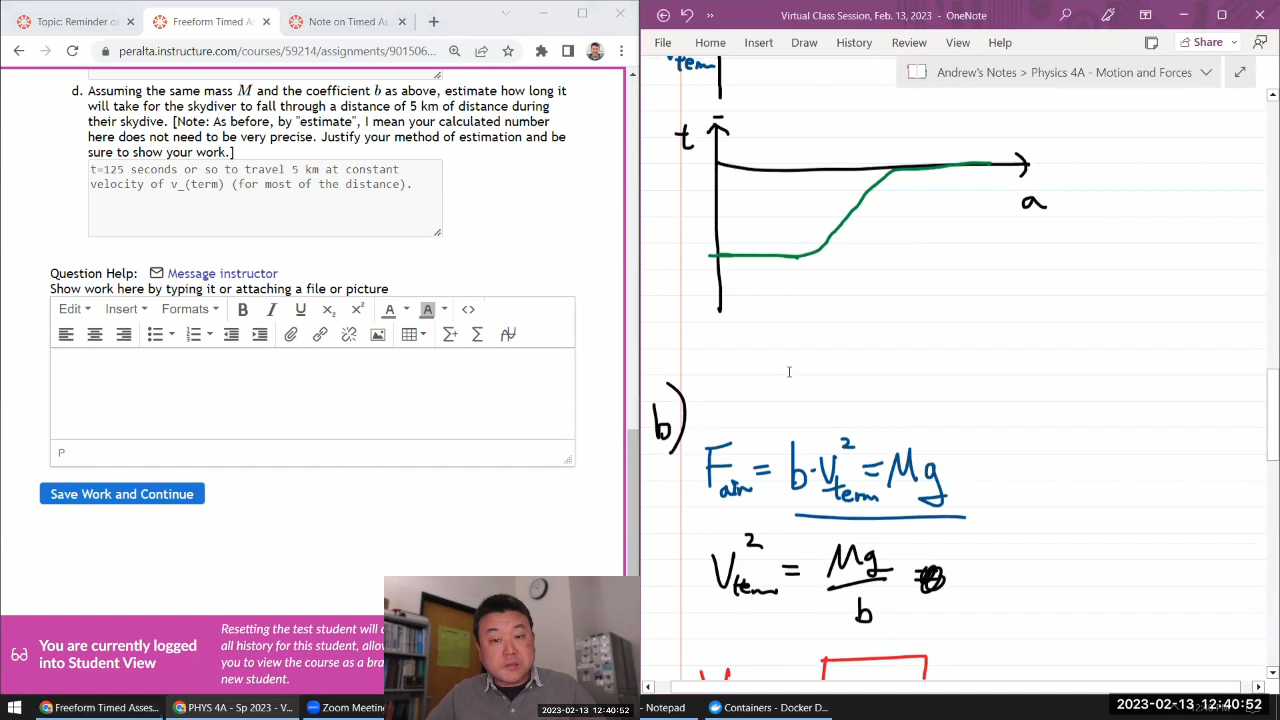 Topic: Reminder o
Freeform Timed As
Note on Timed As
peralta.instructure.com/courses/59214/assignments/901506...
d. Assuming the same mass M and the coefficient b as above, estimate how long it
will take for the skydiver to fall through a distance of 5 km of distance during
their skydive. [Note: As before, by "estimate", I mean your calculated number
here does not need to be very precise. Justify your method of estimation and be
sure to show your work.]
t=125 seconds or so to travel 5 km at constant
velocity of v_(term) (for most of the distance).
Question Help: Message instructor
Show work here by typing it or attaching a file or picture
Edit Insert Formats B I U
P
Save Work and Continue
You are currently logged
into Student View
Resetting the test student will
all history for this student, allo
you to view the course as a bra
new student.
Virtual Class Session, Feb. 13, 2023 - OneNote
File Home Insert Draw History Review View Help Share
Andrew's Notes > Physics 4A - Motion and Forces
term
t
a
b)
F air = b·v²term = Mg
V²term = Mg/b
2023-02-13 12:40:52
Freeform Timed Asses...
PHYS 4A - Sp 2023 - V...
Zoom Meetin
- Notepad
Containers - Docker D...
2023-02-13 12:40:52